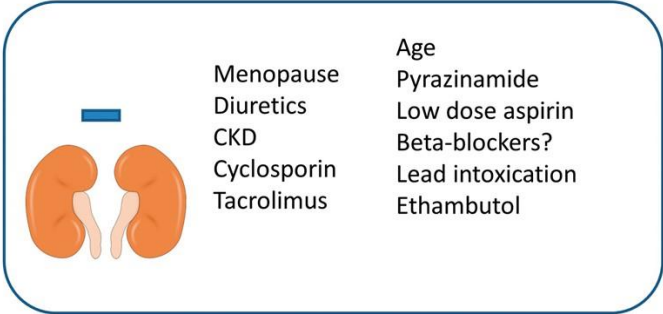 Menopause
Diuretics
CKD
Cyclosporin
Tacrolimus
Age
Pyrazinamide
Low dose aspirin
Beta-blockers?
Lead intoxication
Ethambutol